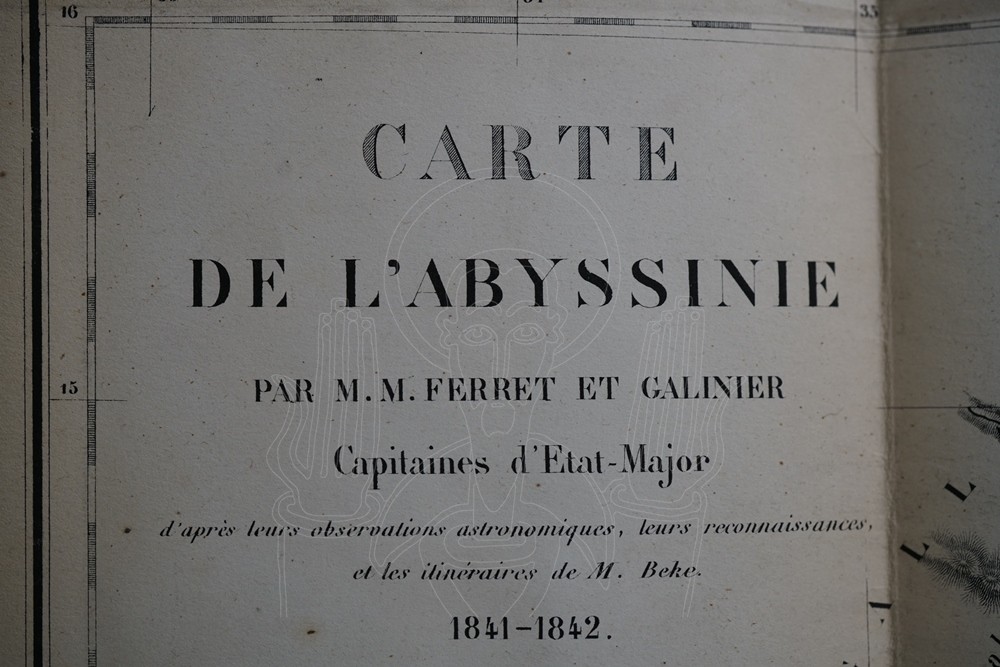 16
35
CARTE
DE L'ABYSSINIE
15
PAR M.M. FERRET ET GALINIER
Capitaines d'Etat-Major
d'après leurs observations astronomiques, leurs reconnaissances,
et les itinéraires de M. Beke.
1841–1842.
L
L